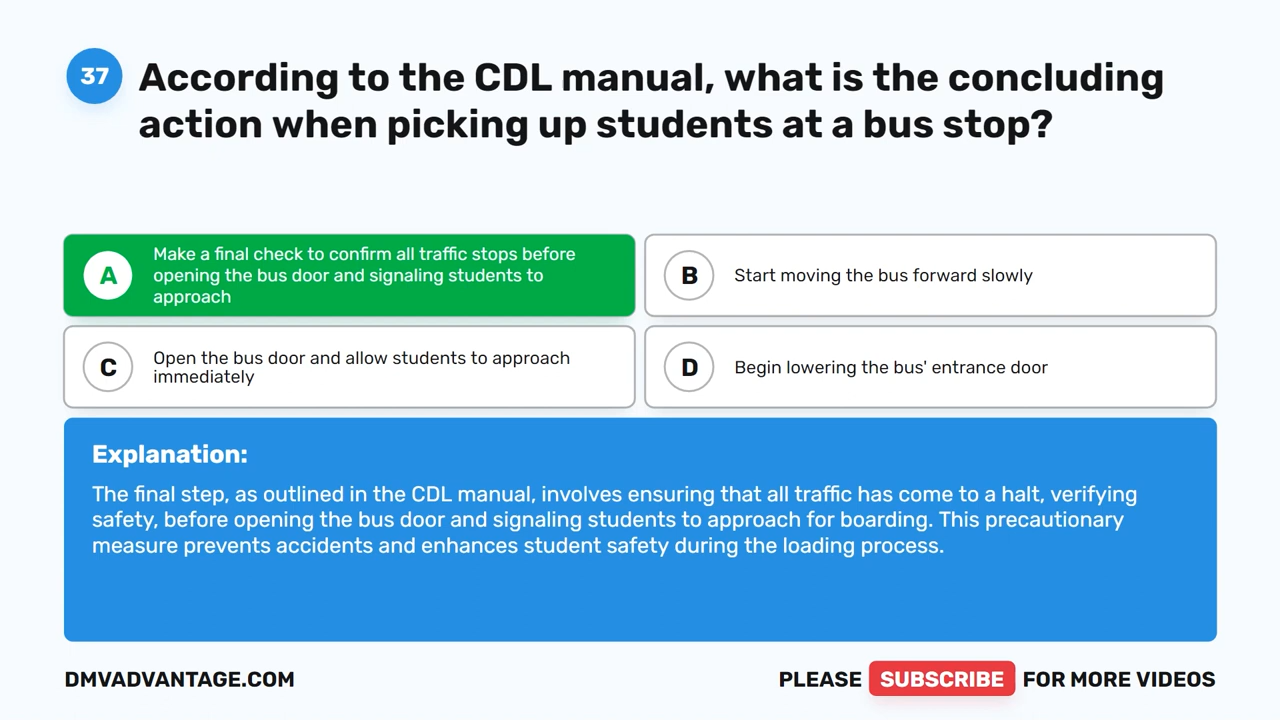 37
According to the CDL manual, what is the concluding
action when picking up students at a bus stop?
A
Make a final check to confirm all traffic stops before
opening the bus door and signaling students to
approach
B
Start moving the bus forward slowly
C
Open the bus door and allow students to approach
immediately
D
Begin lowering the bus' entrance door
Explanation:
The final step, as outlined in the CDL manual, involves ensuring that all traffic has come to a halt, verifying
safety, before opening the bus door and signaling students to approach for boarding. This precautionary
measure prevents accidents and enhances student safety during the loading process.
DMVADVANTAGE.COM
PLEASE SUBSCRIBE FOR MORE VIDEOS